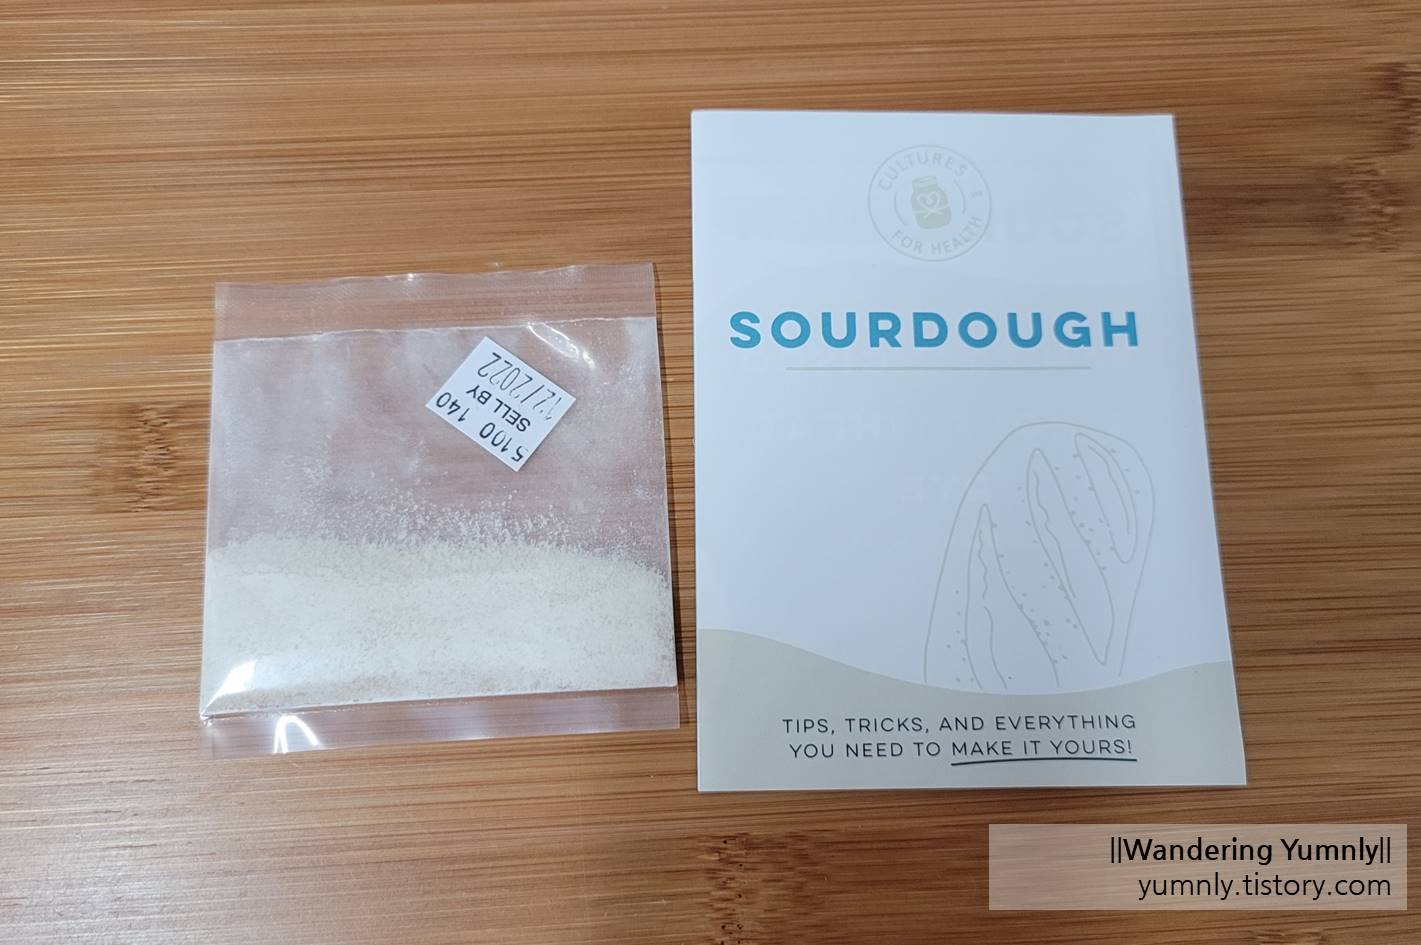 5100 140
SELL BY
12/2022
CULTURES
FOR HEALTH
SOURDOUGH
TIPS, TRICKS, AND EVERYTHING
YOU NEED TO MAKE IT YOURS!
||Wandering Yumnly||
yumnly.tistory.com